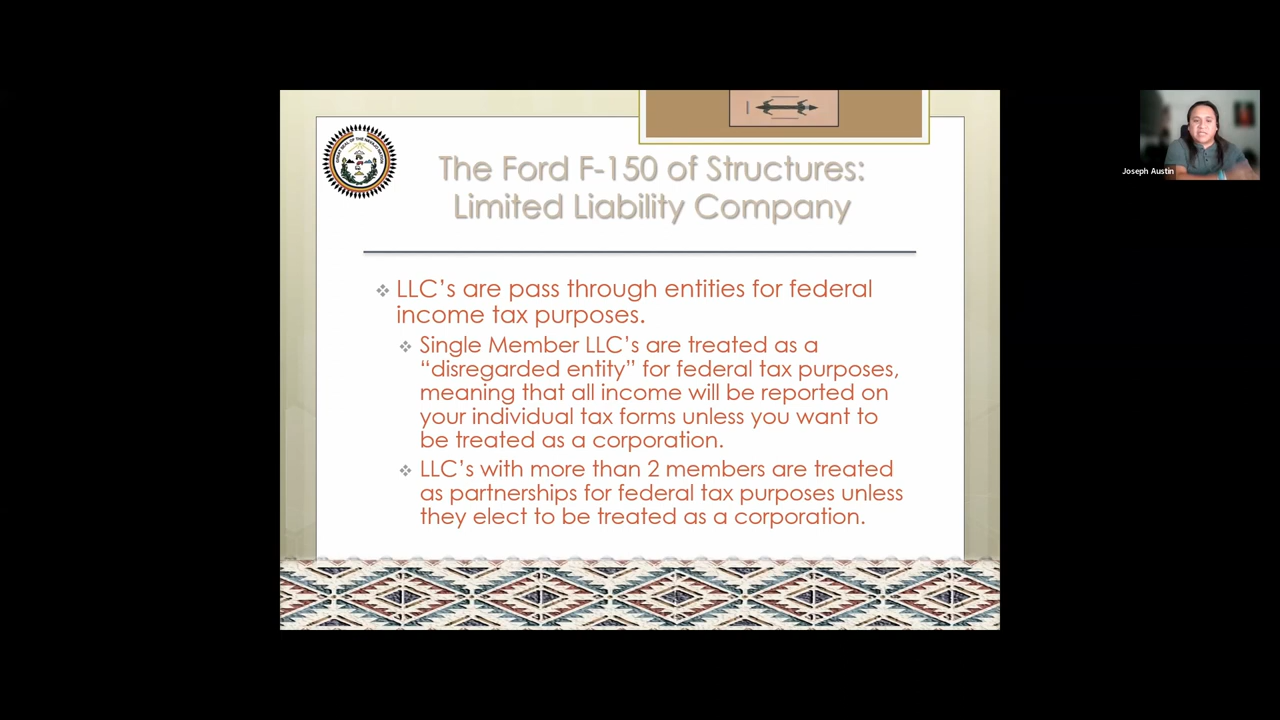 The Ford F-150 of Structures:
Limited Liability Company
LLC's are pass through entities for federal
income tax purposes.
Single Member LLC's are treated as a
“disregarded entity” for federal tax purposes,
meaning that all income will be reported on
your individual tax forms unless you want to
be treated as a corporation.
LLC's with more than 2 members are treated
as partnerships for federal tax purposes unless
they elect to be treated as a corporation.
Joseph Austin